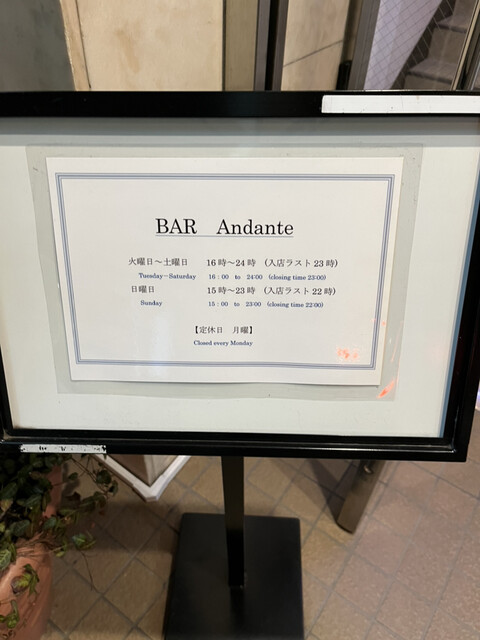 BAR Andante
火曜日～土曜日 16時～24時 (入店ラスト23時)
Tuesday－Saturday 16：00 to 24:00 (closing time 23:00)
日曜日 15時～23時 (入店ラスト22時)
Sunday 15：00 to 23:00 (closing time 22:00)
【定休日 月曜】
Closed every Monday